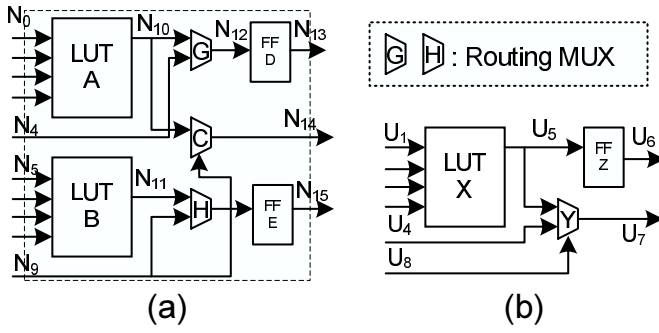 N0
N10
N12
N13
LUT
A
G
FF
D
G H : Routing MUX
N4
N14
C
N5
N11
N15
LUT
B
H
FF
E
N9
U1
U5
U6
LUT
X
FF
Z
U4
Y
U7
U8
(a)
(b)